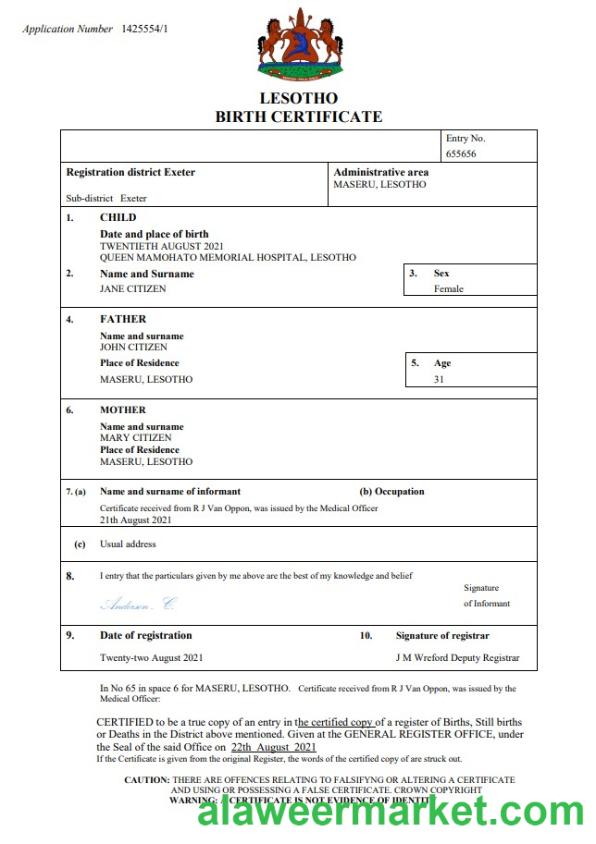 Application Number 1425554/1
LESOTHO
BIRTH CERTIFICATE
Entry No.
655656
Registration district Exeter
Sub-district Exeter
Administrative area
MASERU, LESOTHO
1. CHILD
Date and place of birth
TWENTIETH AUGUST 2021
QUEEN MAMOHATO MEMORIAL HOSPITAL, LESOTHO
2. Name and Surname
JANE CITIZEN
3. Sex
Female
4. FATHER
Name and surname
JOHN CITIZEN
Place of Residence
MASERU, LESOTHO
5. Age
31
6. MOTHER
Name and surname
MARY CITIZEN
Place of Residence
MASERU, LESOTHO
7. (a) Name and surname of informant (b) Occupation
Certificate received from R J Van Oppon, was issued by the Medical Officer
21th August 2021
(c) Usual address
8. I entry that the particulars given by me above are the best of my knowledge and belief
Anderson. C.
Signature
of Informant
9. Date of registration
Twenty-two August 2021
10. Signature of registrar
J M Wreford Deputy Registrar
In No 65 in space 6 for MASERU, LESOTHO. Certificate received from R J Van Oppon, was issued by the
Medical Officer:
CERTIFIED to be a true copy of an entry in the certified copy of a register of Births, Still births
or Deaths in the District above mentioned. Given at the GENERAL REGISTER OFFICE, under
the Seal of the said Office on 22th August 2021
If the Certificate is given from the original Register, the words of the certified copy are struck out.
CAUTION: THERE ARE OFFENCES RELATING TO FALSIFYNG OR ALTERING A CERTIFICATE
AND USING OR POSSESSING A FALSE CERTIFICATE. CROWN COPYRIGHT
WARNING: A CERTIFICATE IS NOT EVIDENCE OF IDENTITY
alaweermarket.com